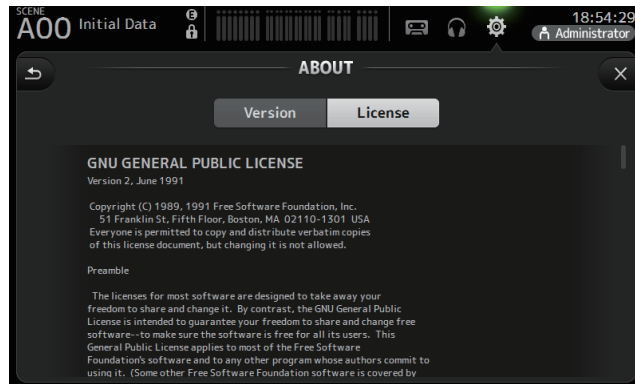 SCENE
A00 Initial Data
E
18:54:29
Administrator
ABOUT
Version
License
GNU GENERAL PUBLIC LICENSE
Version 2, June 1991
Copyright (C) 1989, 1991 Free Software Foundation, Inc.
51 Franklin St, Fifth Floor, Boston, MA 02110-1301 USA
Everyone is permitted to copy and distribute verbatim copies
of this license document, but changing it is not allowed.
Preamble
The licenses for most software are designed to take away your
freedom to share and change it. By contrast, the GNU General Public
License is intended to guarantee your freedom to share and change free
software--to make sure the software is free for all its users. This
General Public License applies to most of the Free Software
Foundation's software and to any other program whose authors commit to
using it. (Some other Free Software Foundation software is covered by